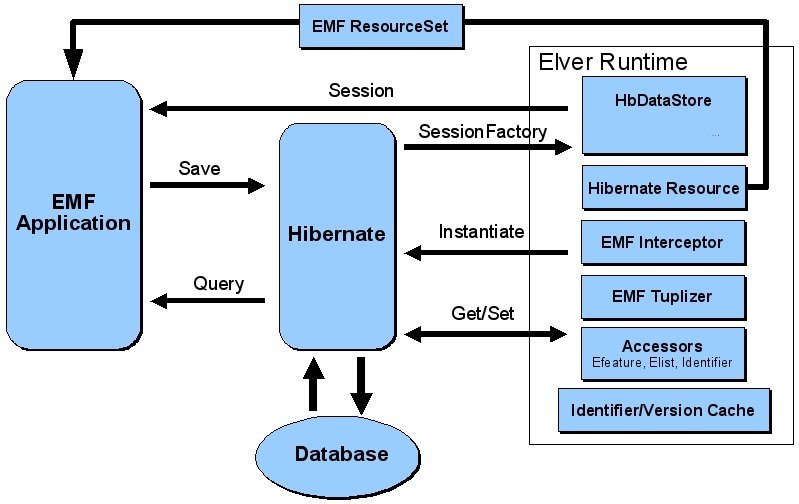 EMF ResourceSet
Elver Runtime
Session
HbDataStore
...
SessionFactory
Save
Hibernate Resource
EMF
Application
Hibernate
Instantiate
EMF Interceptor
Query
EMF Tuplizer
Get/Set
Accessors
Efeature, Elist, Identifier
Identifier/Version Cache
Database